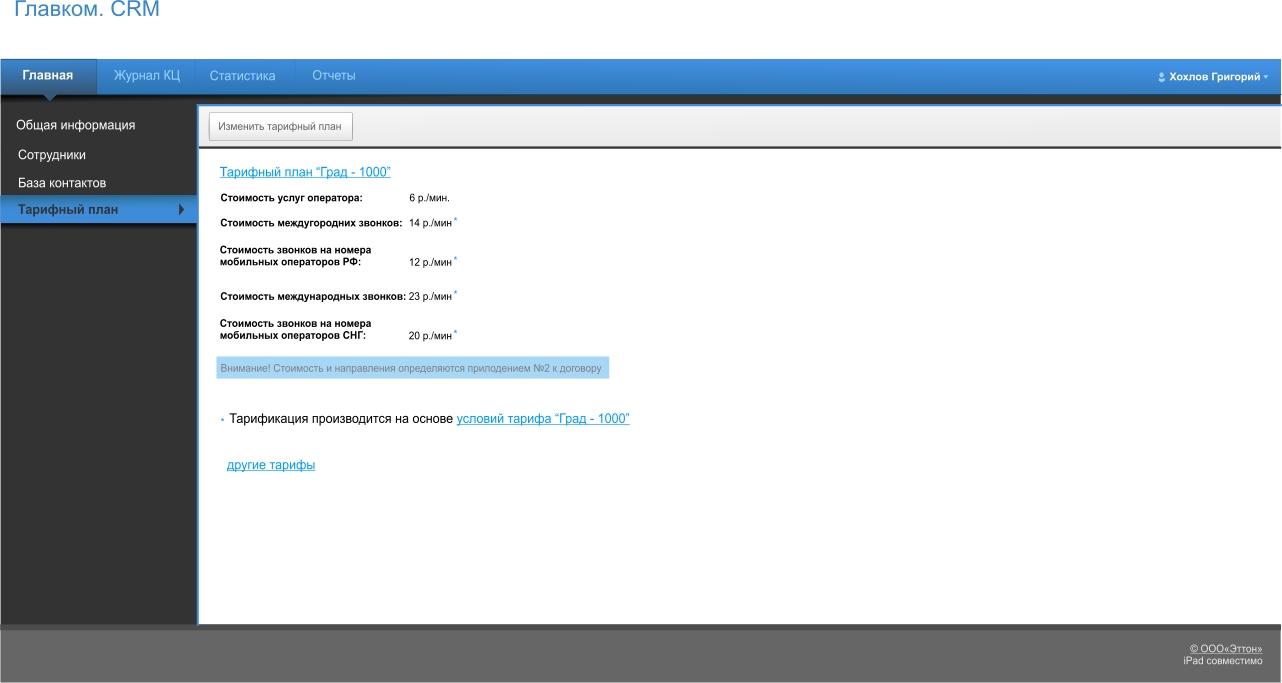 Главком. CRM
Главная
Журнал КЦ
Статистика
Отчеты
Хохлов Григорий
Общая информация
Сотрудники
База контактов
Тарифный план
Изменить тарифный план
Тарифный план “Град - 1000”
Стоимость услуг оператора: 6 р./мин.
Стоимость междугородних звонков: 14 р./мин*
Стоимость звонков на номера
мобильных операторов РФ: 12 р./мин*
Стоимость международных звонков: 23 р./мин*
Стоимость звонков на номера
мобильных операторов СНГ: 20 р./мин*
Внимание! Стоимость и направления определяются прилодением №2 к договору
* Тарификация производится на основе условий тарифа “Град - 1000”
другие тарифы
© ООО«Эттон»
iPad совместимо